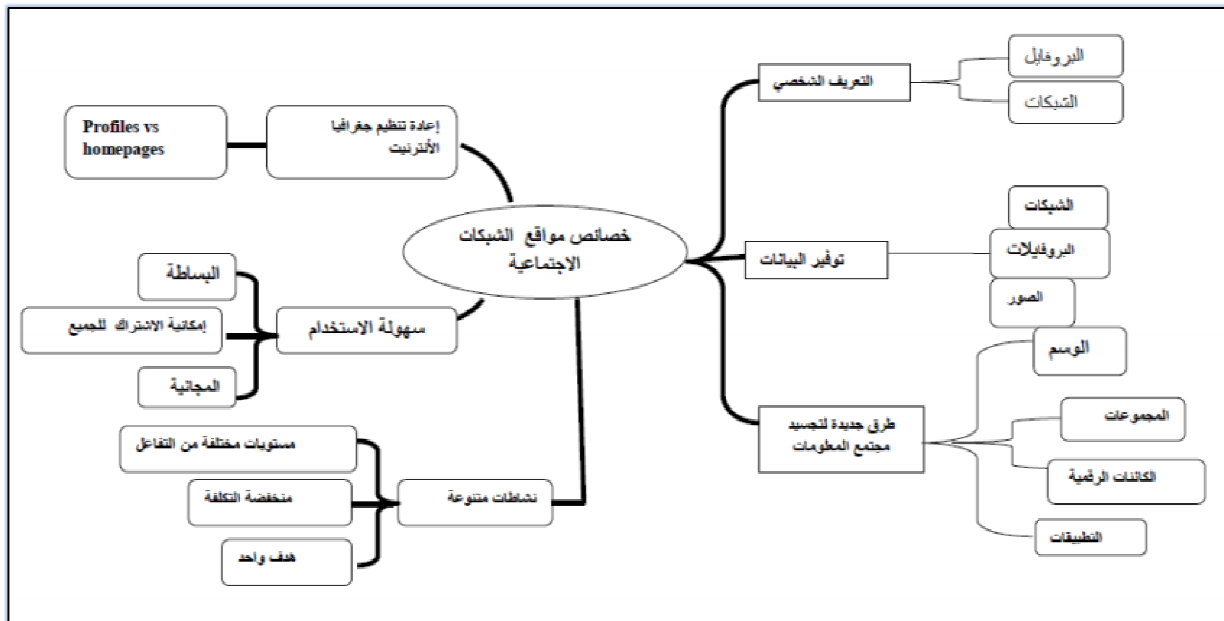 خصائص مواقع الشبكات
الاجتماعية
التعريف الشخصي
البروفايل
الشبكات
توفير البيانات
الشبكات
البروفايلات
الصور
طرق جديدة لتجسيد
مجتمع المعلومات
الوسم
المجموعات
الكائنات الرقمية
التطبيقات
إعادة تنظيم جغرافيا
الأنترنيت
Profiles vs
homepages
سهولة الاستخدام
البساطة
إمكانية الاشتراك للجميع
المجانية
نشاطات متنوعة
مستويات مختلفة من التفاعل
منخفضة التكلفة
هدف واحد